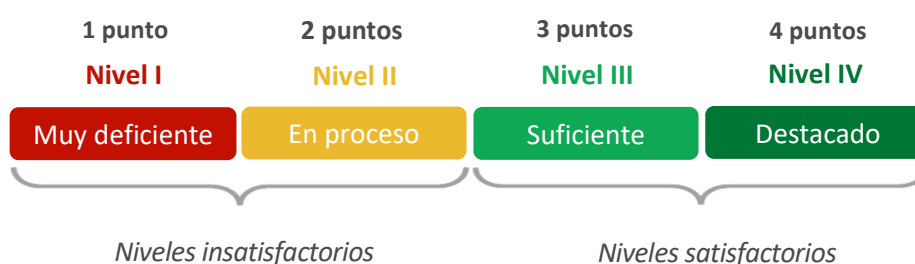 1 punto 2 puntos 3 puntos 4 puntos
Nivel I Nivel II Nivel III Nivel IV
Muy deficiente En proceso Suficiente Destacado
Niveles insatisfactorios Niveles satisfactorios